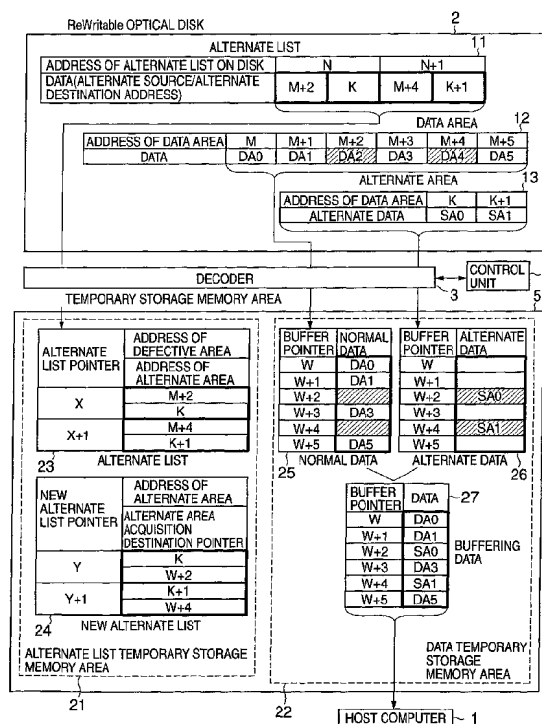 ReWritable OPTICAL DISK
2
ALTERNATE LIST
11
ADDRESS OF ALTERNATE LIST ON DISK N N+1
DATA(ALTERNATE SOURCE/ALTERNATE DESTINATION ADDRESS) M+2 K M+4 K+1
DATA AREA
12
ADDRESS OF DATA AREA M M+1 M+2 M+3 M+4 M+5
DATA DA0 DA1 DA2 DA3 DA4 DA5
ALTERNATE AREA
13
ADDRESS OF DATA AREA K K+1
ALTERNATE DATA SA0 SA1
DECODER
3
CONTROL UNIT
TEMPORARY STORAGE MEMORY AREA
5
ALTERNATE LIST POINTER
ADDRESS OF DEFECTIVE AREA
ADDRESS OF ALTERNATE AREA
X M+2
K
X+1 M+4
K+1
23
ALTERNATE LIST
NEW ALTERNATE LIST POINTER
ADDRESS OF ALTERNATE AREA
ALTERNATE AREA ACQUISITION DESTINATION POINTER
Y K
W+2
Y+1 K+1
W+4
24
NEW ALTERNATE LIST
ALTERNATE LIST TEMPORARY STORAGE MEMORY AREA
21
BUFFER POINTER NORMAL DATA
W DA0
W+1 DA1
W+2
W+3 DA3
W+4
W+5 DA5
25
NORMAL DATA
BUFFER POINTER ALTERNATE DATA
W
W+1
W+2 SA0
W+3
W+4 SA1
W+5
ALTERNATE DATA
26
BUFFER POINTER DATA
27
W DA0
W+1 DA1
W+2 SA0
W+3 DA3
W+4 SA1
W+5 DA5
BUFFERING DATA
DATA TEMPORARY STORAGE MEMORY AREA
22
HOST COMPUTER
1